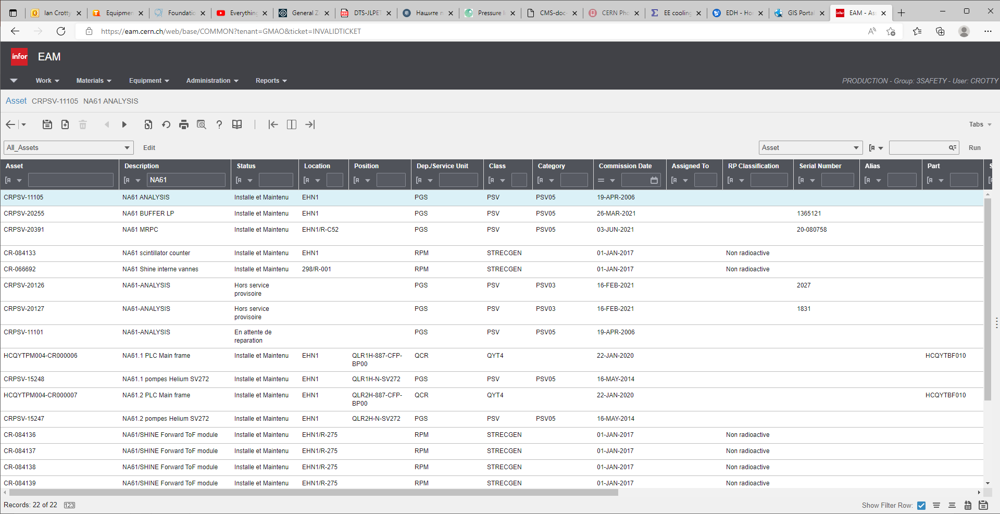 Ian Crotty
Equipmen
Foundatio
Everything
General Z
DTS-JLPET
Нашите п
Pressure l
CMS-doc-
CERN Pho
EE cooling
EDH - Ho
GIS Porta
EAM - As
https://eam.cern.ch/web/base/COMMON?tenant=GMAO&ticket=INVALIDTICKET
infor EAM
Work Materials Equipment Administration Reports PRODUCTION - Group: 3SAFETY - User: CROTTY
Asset CRPSV-11105 NA61 ANALYSIS
Tabs
All_Assets Edit Asset Run
Asset Description Status Location Position Dep./Service Unit Class Category Commission Date Assigned To RP Classification Serial Number Alias Part
NA61
CRPSV-11105 NA61 ANALYSIS Installe et Maintenu EHN1 PGS PSV PSV05 19-APR-2006
CRPSV-20255 NA61 BUFFER LP Installe et Maintenu EHN1 PGS PSV PSV05 26-MAR-2021 1365121
CRPSV-20391 NA61 MRPC Installe et Maintenu EHN1/R-C52 PGS PSV PSV05 03-JUN-2021 20-080758
CR-084133 NA61 scintillator counter Installe et Maintenu EHN1 RPM STRECGEN 01-JAN-2017 Non radioactive
CR-066692 NA61 Shine interne vannes Installe et Maintenu 298/R-001 RPM STRECGEN 01-JAN-2017 Non radioactive
CRPSV-20126 NA61-ANALYSIS Hors service PGS PSV PSV03 16-FEB-2021 2027
provisoire
CRPSV-20127 NA61-ANALYSIS Hors service PGS PSV PSV03 16-FEB-2021 1831
provisoire
CRPSV-11101 NA61-ANALYSIS En attente de PGS PSV PSV05 19-APR-2006
reparation
HCQYTPM004-CR000006 NA61.1 PLC Main frame Installe et Maintenu EHN1 QLR1H-887-CFP- QCR QYT4 22-JAN-2020 HCQYTBF010
BP00
CRPSV-15248 NA61.1 pompes Helium SV272 Installe et Maintenu EHN1 QLR1H-N-SV272 PGS PSV PSV05 16-MAY-2014
HCQYTPM004-CR000007 NA61.2 PLC Main frame Installe et Maintenu EHN1 QLR2H-887-CFP- QCR QYT4 22-JAN-2020 HCQYTBF010
BP00
CRPSV-15247 NA61.2 pompes Helium SV272 Installe et Maintenu EHN1 QLR2H-N-SV272 PGS PSV PSV05 16-MAY-2014
CR-084136 NA61/SHINE Forward ToF module Installe et Maintenu EHN1/R-275 RPM STRECGEN 01-JAN-2017 Non radioactive
CR-084137 NA61/SHINE Forward ToF module Installe et Maintenu EHN1/R-275 RPM STRECGEN 01-JAN-2017 Non radioactive
CR-084138 NA61/SHINE Forward ToF module Installe et Maintenu EHN1/R-275 RPM STRECGEN 01-JAN-2017 Non radioactive
CR-084139 NA61/SHINE Forward ToF module Installe et Maintenu EHN1/R-275 RPM STRECGEN 01-JAN-2017 Non radioactive
Records: 22 of 22 123 Show Filter Row: